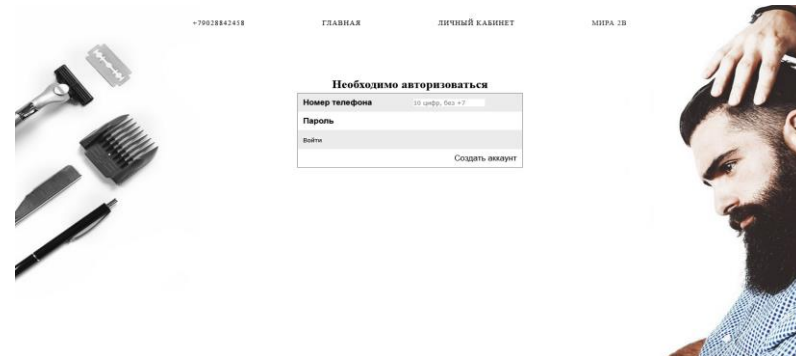 +79028842458 ГЛАВНАЯ ЛИЧНЫЙ КАБИНЕТ МИРА 2В
Необходимо авторизоваться
Номер телефона 10 цифр, без +7
Пароль
Войти
Создать аккаунт